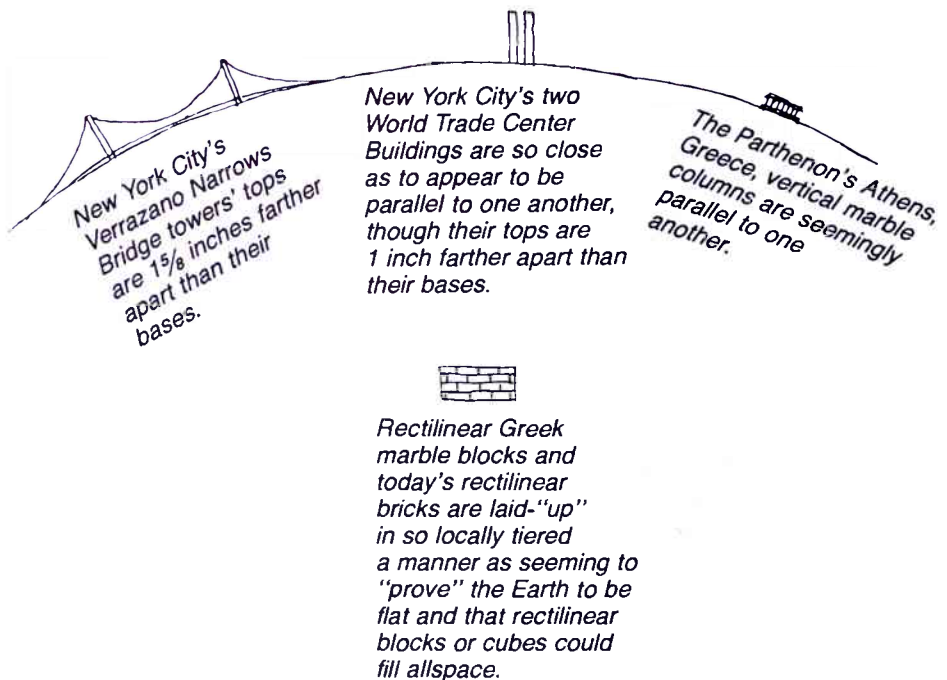 New York City's
Verrazano Narrows
Bridge towers' tops
are 1⅝ inches farther
apart than their
bases.
New York City's two
World Trade Center
Buildings are so close
as to appear to be
parallel to one another,
though their tops are
1 inch farther apart than
their bases.
The Parthenon's Athens,
Greece, vertical marble
columns are seemingly
parallel to one
another.
Rectilinear Greek
marble blocks and
today's rectilinear
bricks are laid-"up"
in so locally tiered
a manner as seeming to
"prove" the Earth to be
flat and that rectilinear
blocks or cubes could
fill allspace.